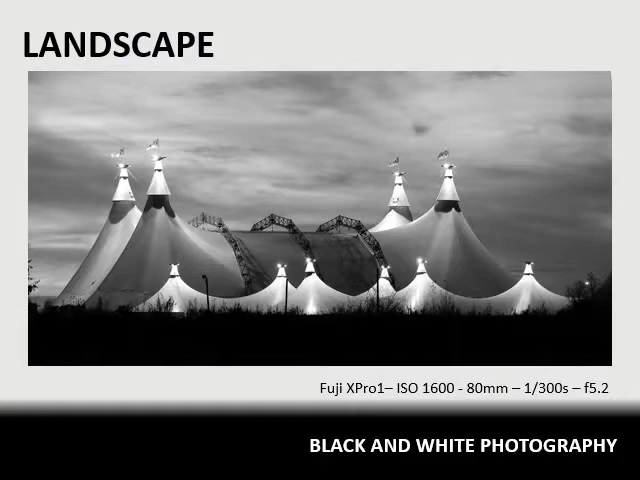 LANDSCAPE
Fuji XPro1– ISO 1600 - 80mm – 1/300s – f5.2
BLACK AND WHITE PHOTOGRAPHY